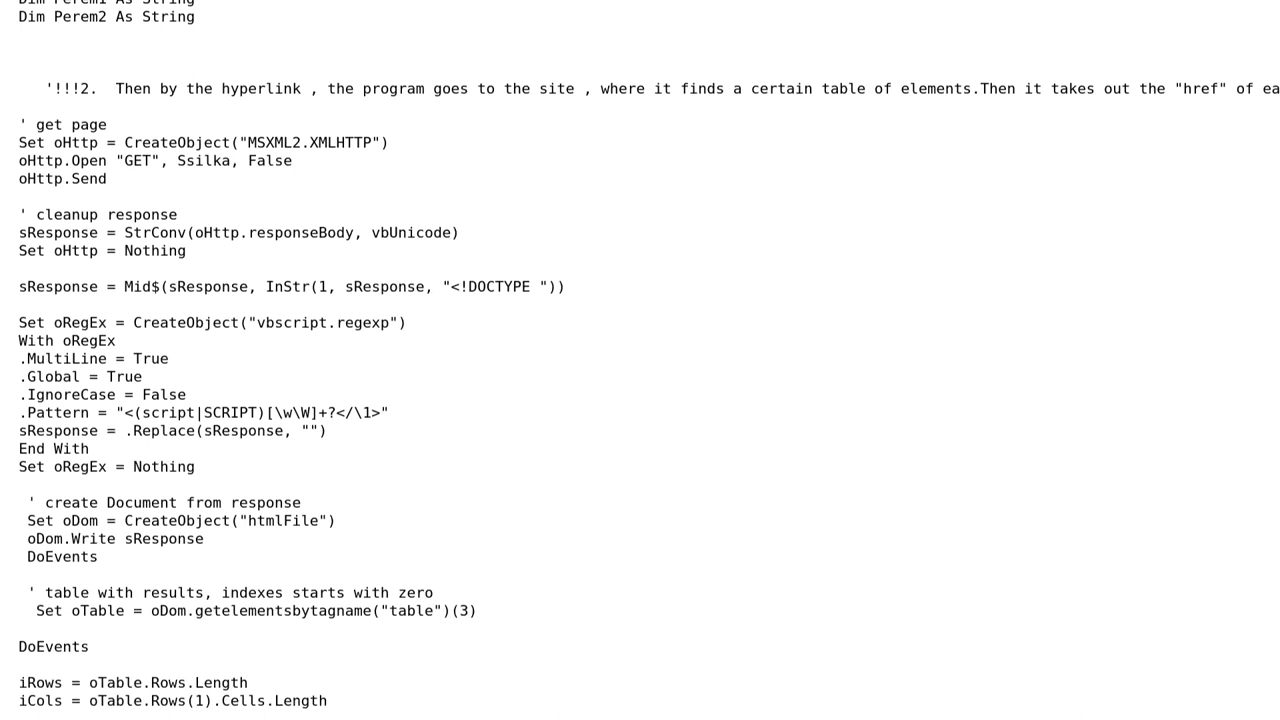 Dim Perem1 As String
Dim Perem2 As String
'!!!2.  Then by the hyperlink , the program goes to the site , where it finds a certain table of elements.Then it takes out the "href" of
' get page
Set oHttp = CreateObject("MSXML2.XMLHTTP")
oHttp.Open "GET", Ssilka, False
oHttp.Send
' cleanup response
sResponse = StrConv(oHttp.responseBody, vbUnicode)
Set oHttp = Nothing
sResponse = Mid$(sResponse, InStr(1, sResponse, "<!DOCTYPE "))
Set oRegEx = CreateObject("vbscript.regexp")
With oRegEx
.MultiLine = True
.Global = True
.IgnoreCase = False
.Pattern = "<(script|SCRIPT)[\w\W]+?</\1>"
sResponse = .Replace(sResponse, "")
End With
Set oRegEx = Nothing
' create Document from response
Set oDom = CreateObject("htmlFile")
oDom.Write sResponse
DoEvents
' table with results, indexes starts with zero
Set oTable = oDom.getelementsbytagname("table")(3)
DoEvents
iRows = oTable.Rows.Length
iCols = oTable.Rows(1).Cells.Length